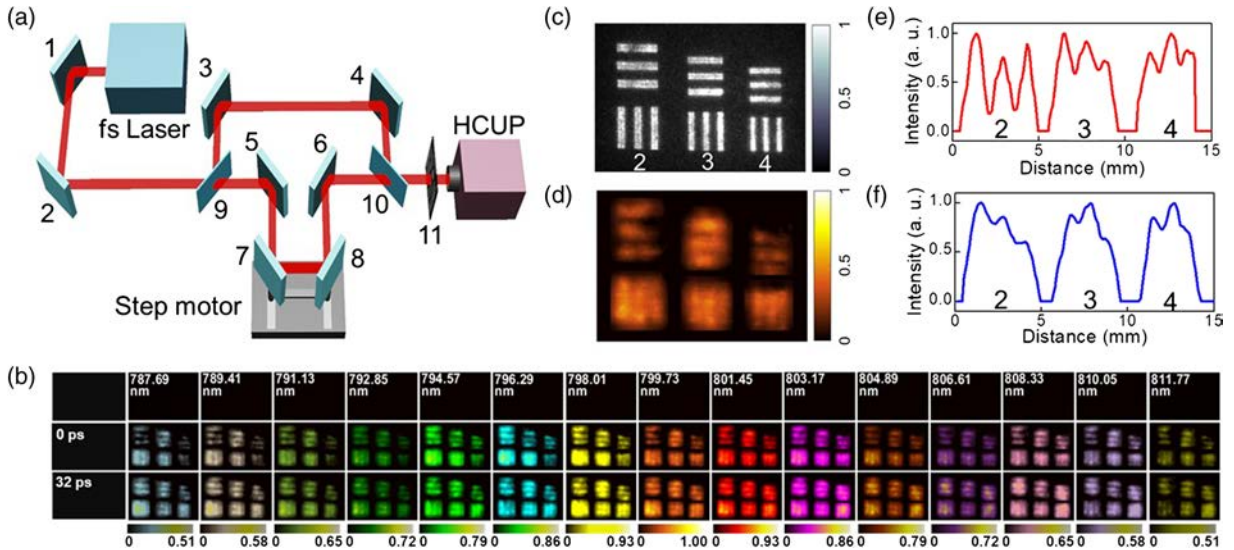 (a)
1
fs Laser
2
3
4
5
6
7
8
9
10
11
HCUP
Step motor
(c)
2 3 4
0 0.5 1
(d)
0 0.5 1
(e)
Intensity (a. u.)
1.0
0.5
0.0
2 3 4
0 5 10 15
Distance (mm)
(f)
Intensity (a. u.)
1.0
0.5
0.0
2 3 4
0 5 10 15
Distance (mm)
(b)
787.69 nm 789.41 nm 791.13 nm 792.85 nm 794.57 nm 796.29 nm 798.01 nm 799.73 nm 801.45 nm 803.17 nm 804.89 nm 806.61 nm 808.33 nm 810.05 nm 811.77 nm
0 ps
32 ps
0 0.51 0 0.58 0 0.65 0 0.72 0 0.79 0 0.86 0 0.93 0 1.00 0 0.93 0 0.86 0 0.79 0 0.72 0 0.65 0 0.58 0 0.51